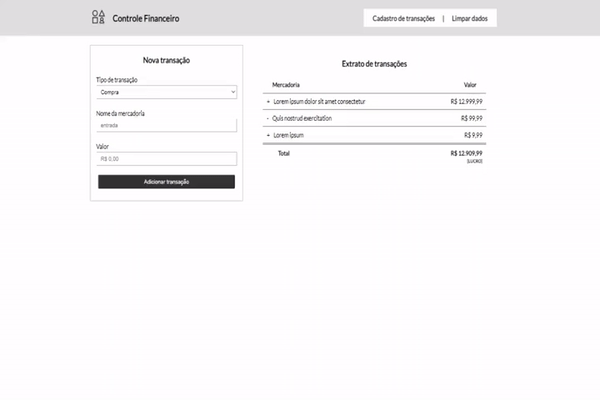 Controle Financeiro
Cadastro de transações | Limpar dados
Nova transação
Tipo de transação
Compra
Nome da mercadoria
entrada
Valor
R$ 0,00
Adicionar transação
Extrato de transações
Mercadoria Valor
+ Lorem ipsum dolor sit amet consectetur R$ 12.999,99
- Quis nostrud exercitation R$ 99,99
+ Lorem ipsum R$ 9,99
Total R$ 12.909,99
[LUCRO]